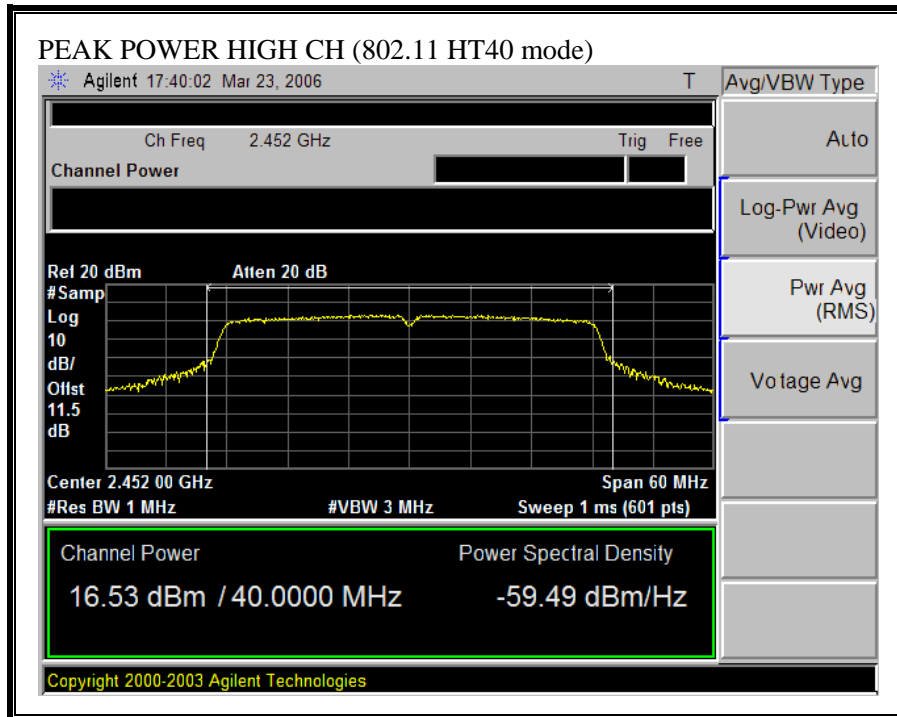 PEAK POWER HIGH CH (802.11 HT40 mode)
Agilent 17:40:02 Mar 23, 2006 T
Avg/VBW Type
Ch Freq 2.452 GHz Trig Free
Channel Power
Auto
Log-Pwr Avg
(Video)
Pwr Avg
(RMS)
Vo tage Avg
Ref 20 dBm Atten 20 dB
#Samp
Log
10
dB/
Offst
11.5
dB
Center 2.452 00 GHz Span 60 MHz
#Res BW 1 MHz #VBW 3 MHz Sweep 1 ms (601 pts)
Channel Power Power Spectral Density
16.53 dBm / 40.0000 MHz -59.49 dBm/Hz
Copyright 2000-2003 Agilent Technologies